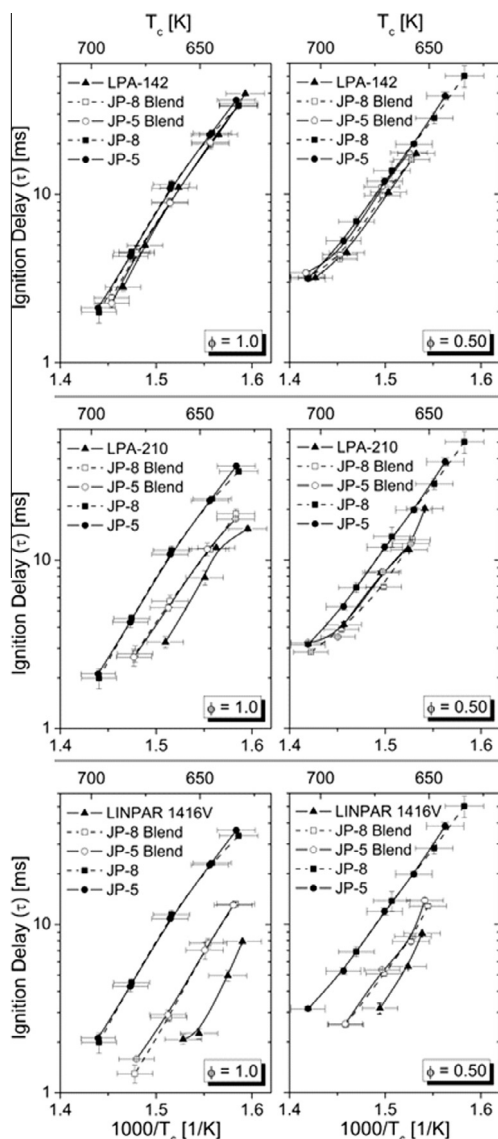 T_c [K]
T_c [K]
700
650
700
650
LPA-142
JP-8 Blend
JP-5 Blend
JP-8
JP-5
LPA-142
JP-8 Blend
JP-5 Blend
JP-8
JP-5
Ignition Delay (τ) [ms]
10
1
ϕ = 1.0
ϕ = 0.50
1.4
1.5
1.6
1.4
1.5
1.6
700
650
700
650
LPA-210
JP-8 Blend
JP-5 Blend
JP-8
JP-5
LPA-210
JP-8 Blend
JP-5 Blend
JP-8
JP-5
Ignition Delay (τ) [ms]
10
1
ϕ = 1.0
ϕ = 0.50
1.4
1.5
1.6
1.4
1.5
1.6
700
650
700
650
LINPAR 1416V
JP-8 Blend
JP-5 Blend
JP-8
JP-5
LINPAR 1416V
JP-8 Blend
JP-5 Blend
JP-8
JP-5
Ignition Delay (τ) [ms]
10
1
ϕ = 1.0
ϕ = 0.50
1.4
1.5
1.6
1.4
1.5
1.6
1000/T_c [1/K]
1000/T_c [1/K]